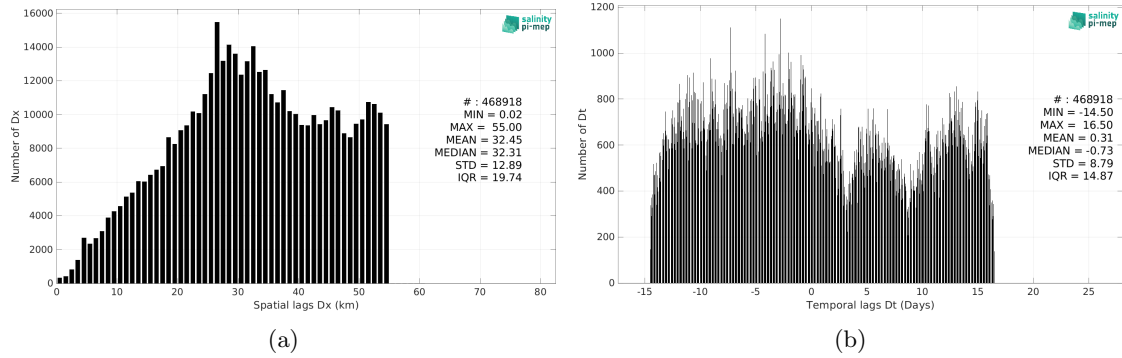 16000
14000
12000
10000
8000
6000
4000
2000
0
Number of Dx
salinity
pi-mep
# : 468918
MIN = 0.02
MAX = 55.00
MEAN = 32.45
MEDIAN = 32.31
STD = 12.89
IQR = 19.74
0 10 20 30 40 50 60 70 80
Spatial lags Dx (km)
(a)
1200
1000
800
600
400
200
0
Number of Dt
salinity
pi-mep
# : 468918
MIN = -14.50
MAX = 16.50
MEAN = 0.31
MEDIAN = -0.73
STD = 8.79
IQR = 14.87
-15 -10 -5 0 5 10 15 20 25
Temporal lags Dt (Days)
(b)